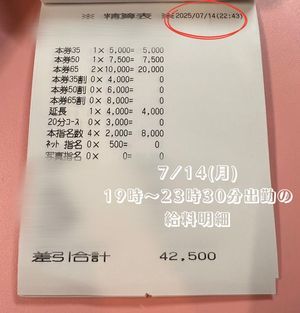 ※ 精算表 ※ 2025/07/14(22:43)
本券35 1× 5,000= 5,000
本券50 1× 7,500= 7,500
本券65 2×10,000= 20,000
本券35割 0× 4,000= 0
本券50割 0× 6,000= 0
本券65割 0× 8,000= 0
延長 1× 4,000= 4,000
20分コース 0× 3,000= 0
本指名数 4× 2,000= 8,000
ネット指名 0× 500= 0
写真指名 0× 0= 0
7/14(月)
19時～23時30分出勤の
給料明細
差引合計 42,500